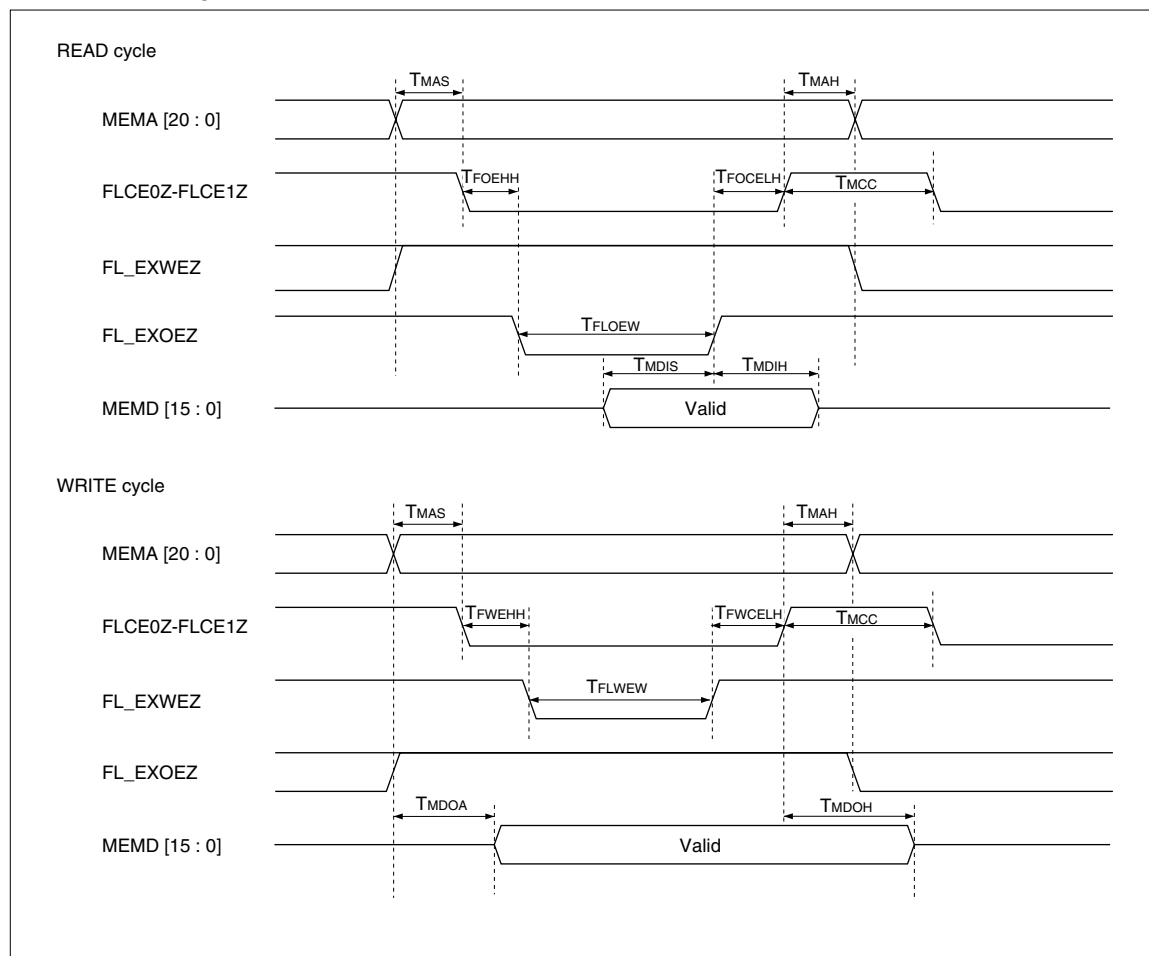 READ cycle
TMAS
TMAH
MEMA [20 : 0]
TFOEHH
TFOCELH
TMCC
FLCE0Z-FLCE1Z
FL_EXWEZ
TFLOEW
FL_EXOEZ
TMDIS
TMDIH
MEMD [15 : 0]
Valid
WRITE cycle
TMAS
TMAH
MEMA [20 : 0]
TFWEHH
TFWCELH
TMCC
FLCE0Z-FLCE1Z
TFLWEW
FL_EXWEZ
FL_EXOEZ
TMDOA
TMDOH
MEMD [15 : 0]
Valid